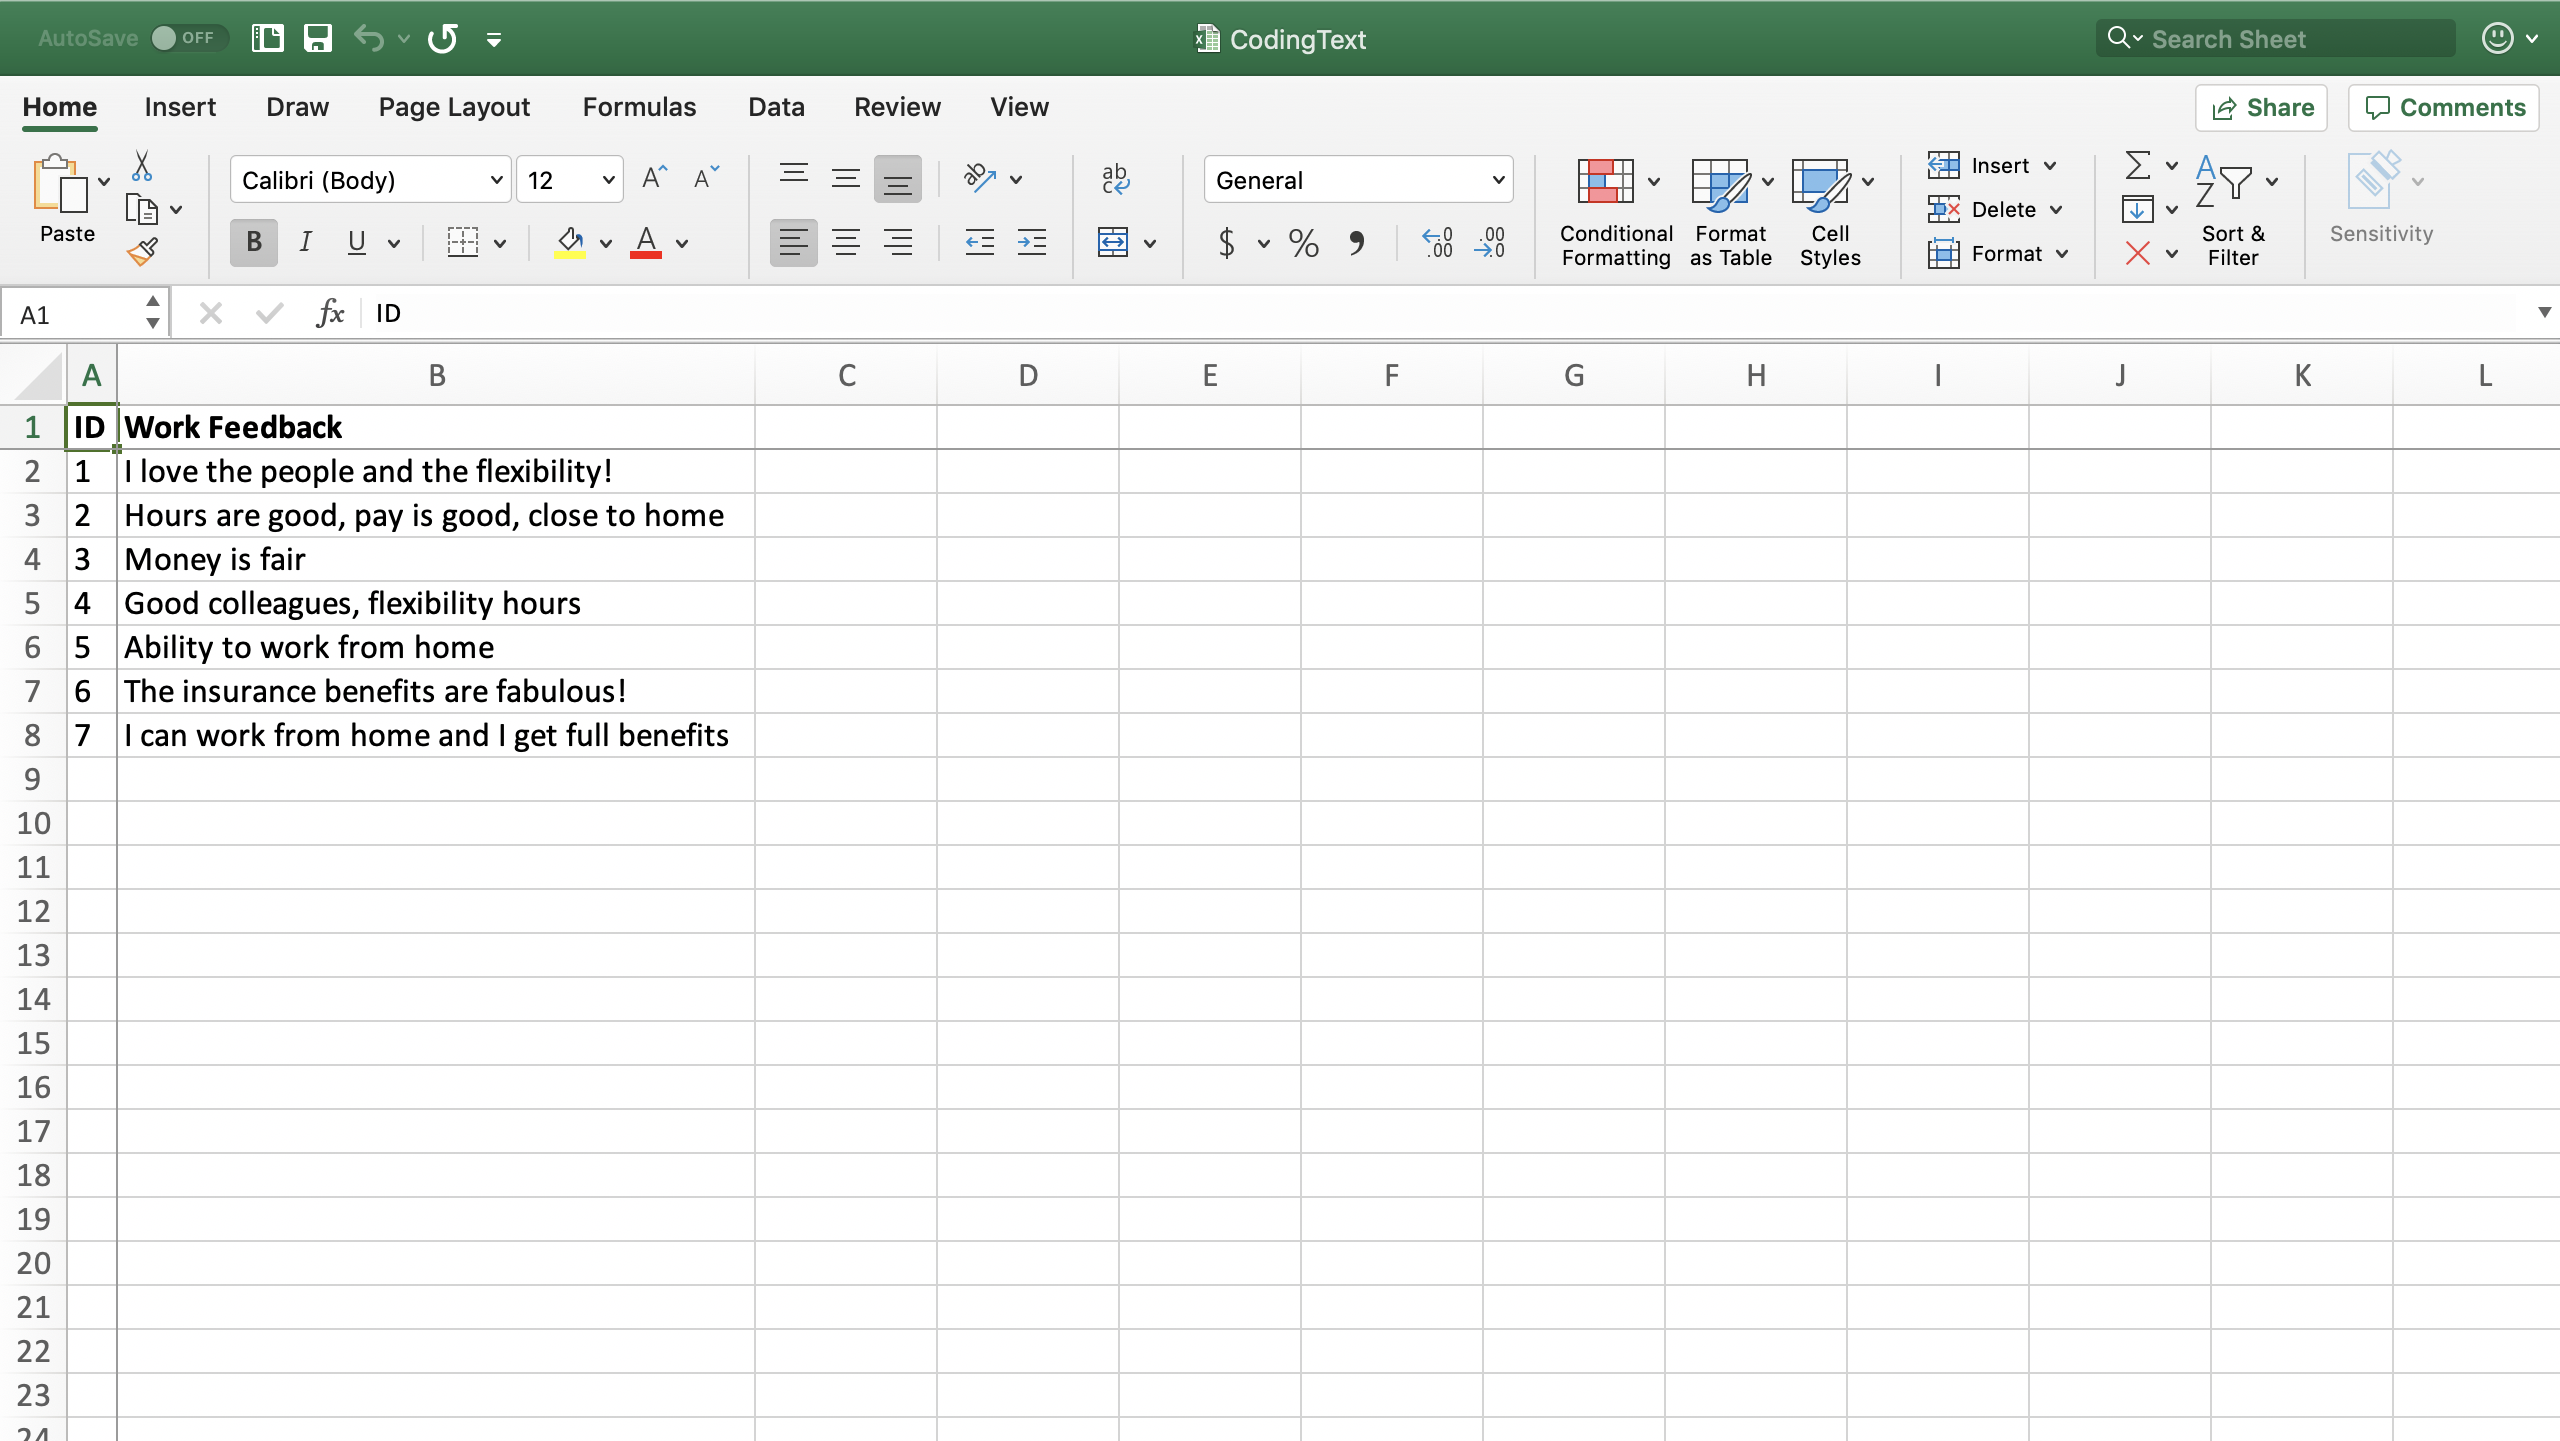 AutoSave OFF CodingText Search Sheet
Home Insert Draw Page Layout Formulas Data Review View Share Comments
Paste
Calibri (Body) 12
General
Conditional Formatting
Format as Table
Cell Styles
Insert
Delete
Format
Sort & Filter
Sensitivity
A1 fx ID
A B C D E F G H I J K L
1 ID Work Feedback
2 1 I love the people and the flexibility!
3 2 Hours are good, pay is good, close to home
4 3 Money is fair
5 4 Good colleagues, flexibility hours
6 5 Ability to work from home
7 6 The insurance benefits are fabulous!
8 7 I can work from home and I get full benefits
9
10
11
12
13
14
15
16
17
18
19
20
21
22
23
24